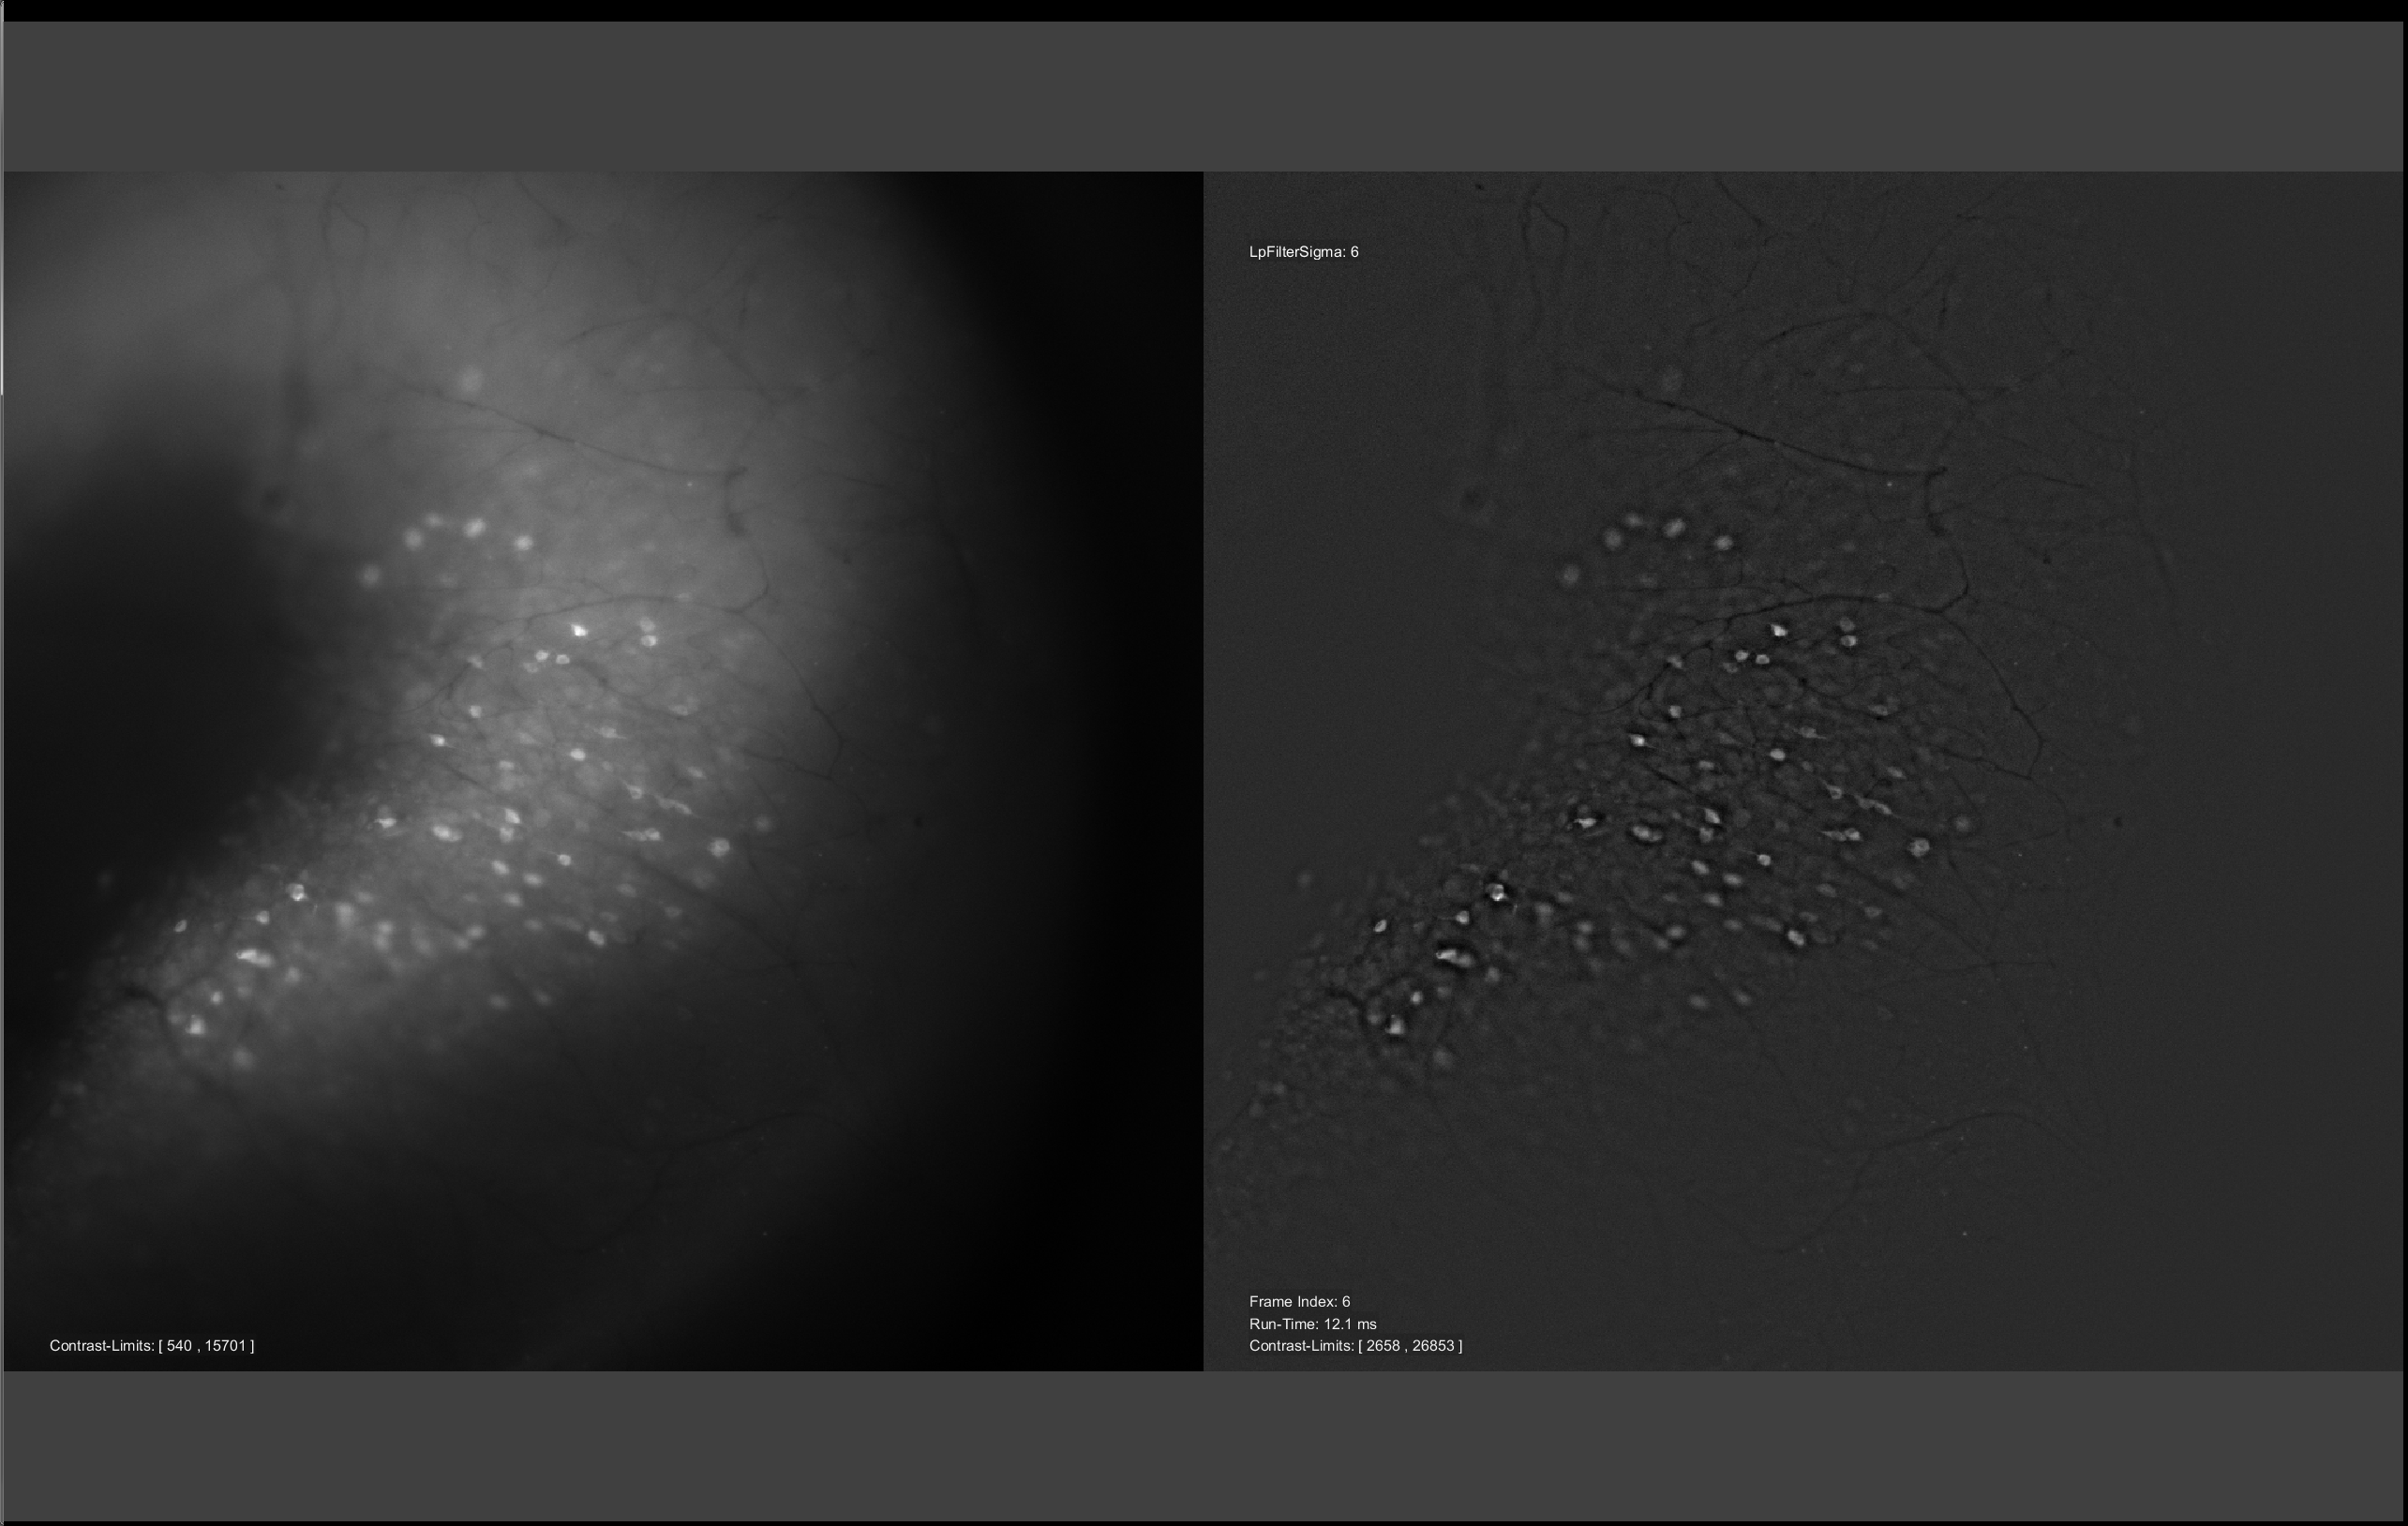 LpFilterSigma: 6
Frame Index: 6
Run-Time: 12.1 ms
Contrast-Limits: [ 540 , 15701 ]
Contrast-Limits: [ 2658 , 26853 ]